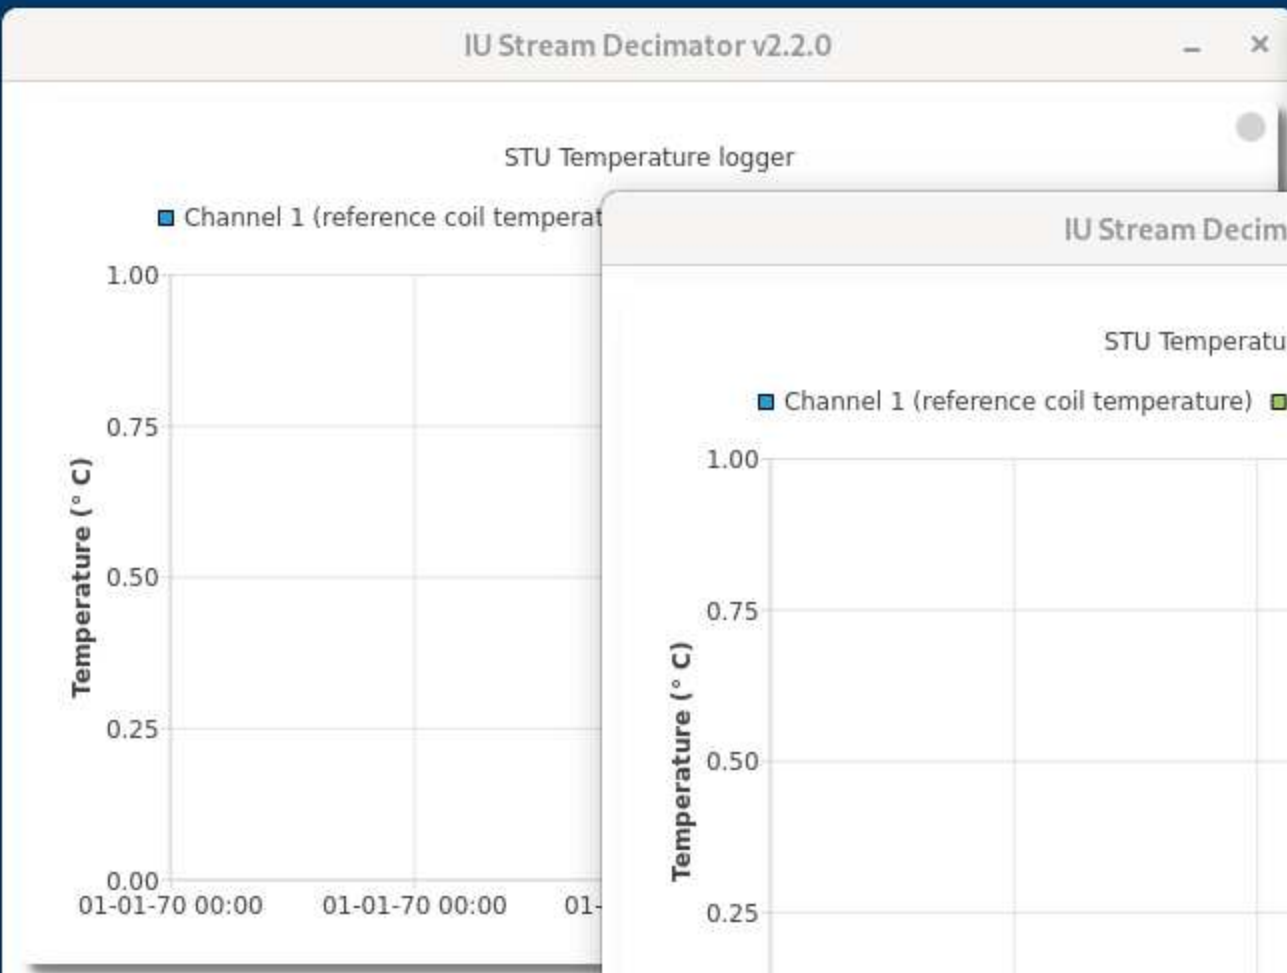 IU Stream Decimator v2.2.0
STU Temperature logger
Channel 1 (reference coil temperat
1.00
0.75
0.50
0.25
0.00
Temperature (° C)
01-01-70 00:00 01-01-70 00:00 01-
IU Stream Decim
STU Temperatu
Channel 1 (reference coil temperature)
1.00
0.75
0.50
0.25
Temperature (° C)